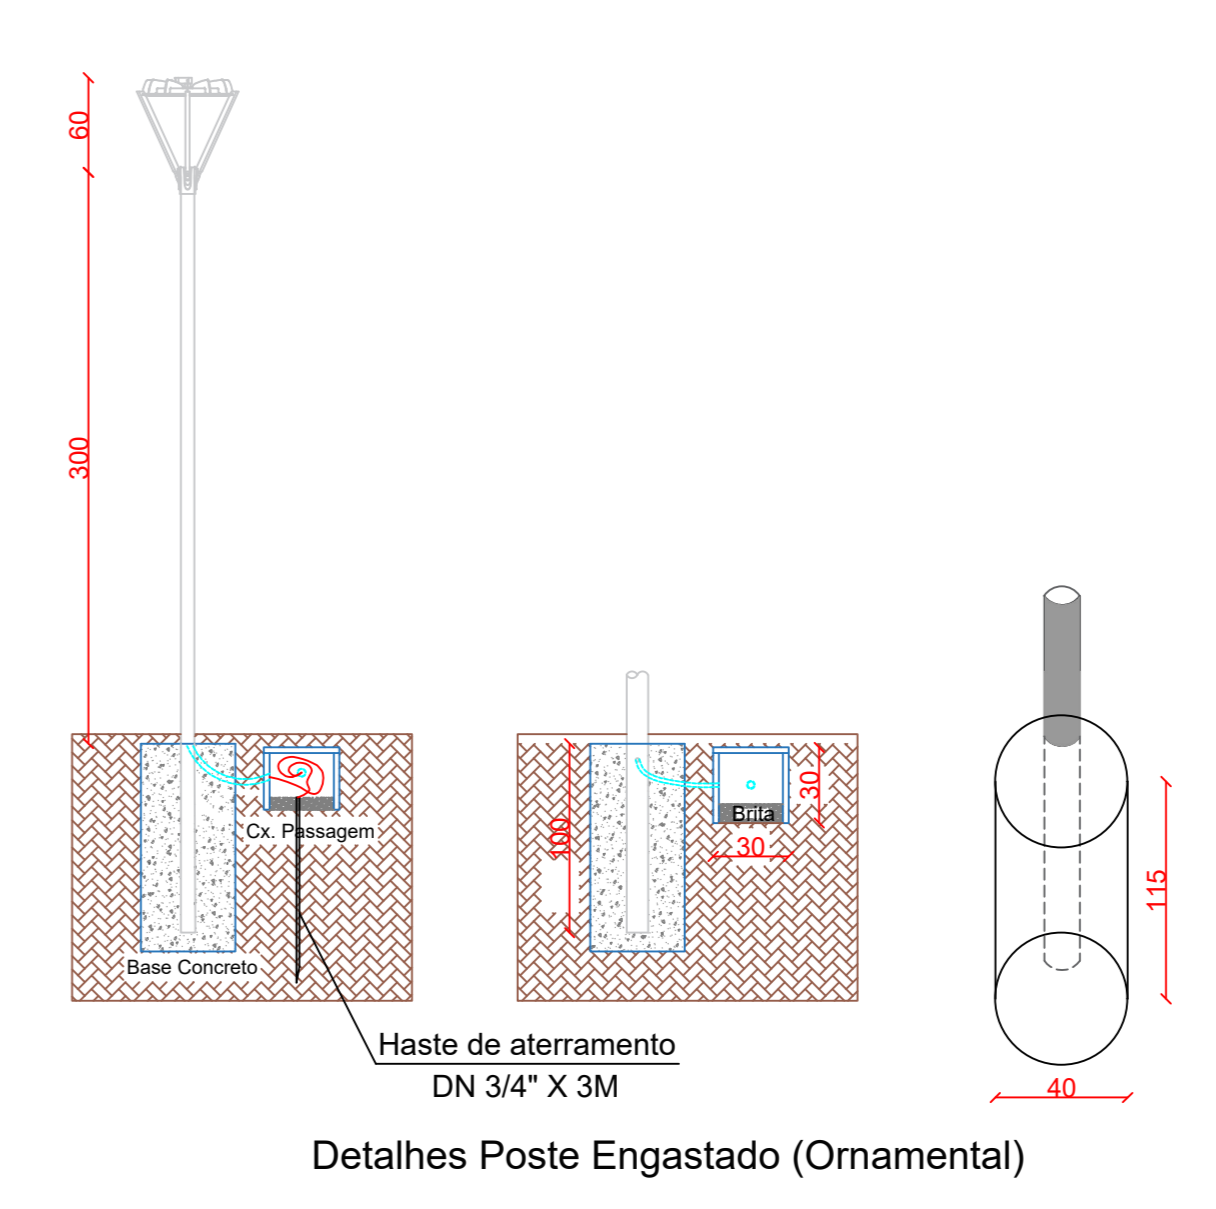 60
300
Cx. Passagem
Base Concreto
100
Brita
30
30
115
40
Haste de aterramento
DN 3/4" X 3M
Detalhes Poste Engastado (Ornamental)